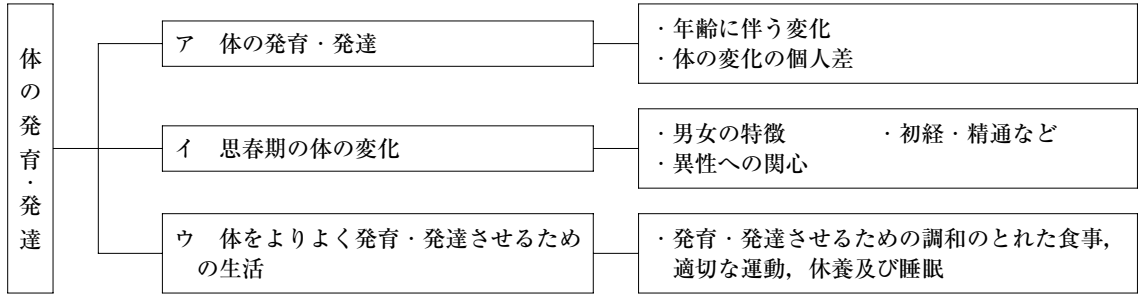 体の発育・発達
ア　体の発育・発達
・年齢に伴う変化
・体の変化の個人差
イ　思春期の体の変化
・男女の特徴　　　・初経・精通など
・異性への関心
ウ　体をよりよく発育・発達させるため
の生活
・発育・発達させるための調和のとれた食事，
適切な運動，休養及び睡眠